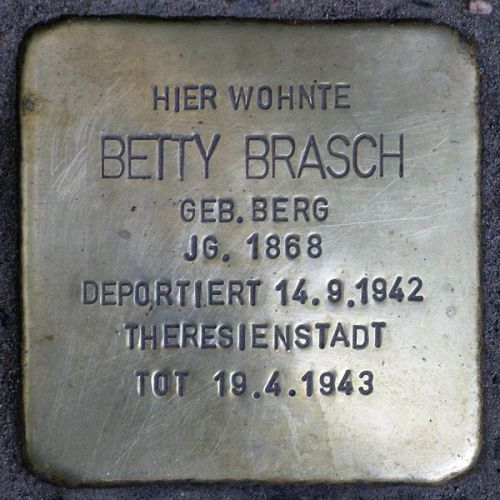 HIER WOHNTE
BETTY BRASCH
GEB. BERG
JG. 1868
DEPORTIERT 14.9.1942
THERESIENSTADT
TOT 19.4.1943